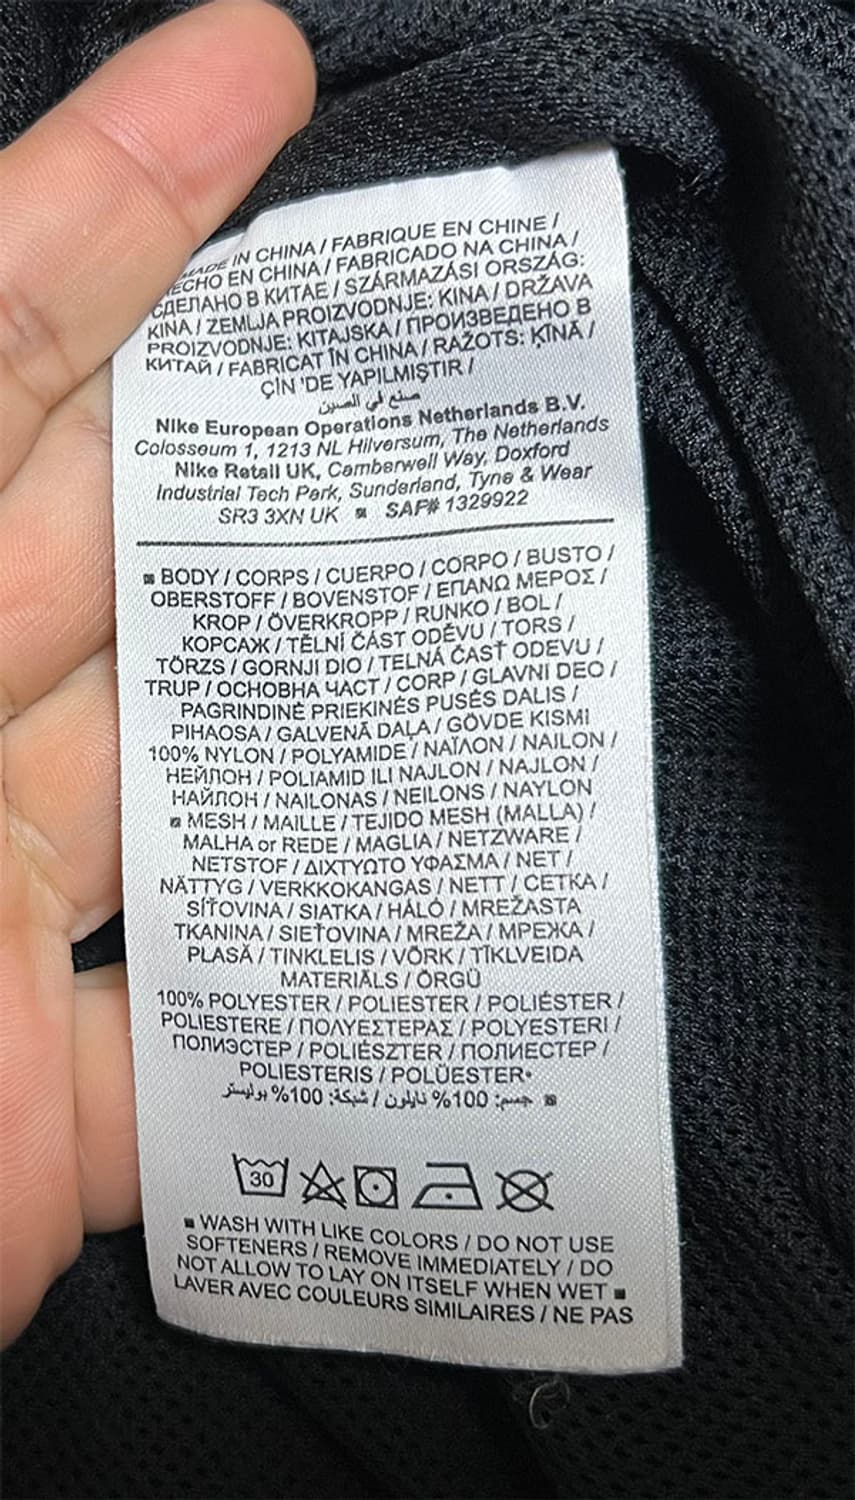 MADE IN CHINA / FABRIQUE EN CHINE /
HECHO EN CHINA / FABRICADO NA CHINA /
СДЕЛАНО В КИТАЕ / SZÁRMAZÁSI ORSZÁG:
KINA / ZEMLJA PROIZVODNJE: KINA / DRŽAVA
PROIZVODNJE: KITAJSKA / ПРОИЗВЕДЕНО В
КИТАЙ / FABRICAT ÎN CHINA / RAŽOTS: ĶĪNĀ /
ÇİN 'DE YAPILMIŞTIR /
صنع في الصين
Nike European Operations Netherlands B.V.
Colosseum 1, 1213 NL Hilversum, The Netherlands
Nike Retail UK, Camberwell Way, Doxford
Industrial Tech Park, Sunderland, Tyne & Wear
SR3 3XN UK ▪ SAF# 1329922
▪ BODY / CORPS / CUERPO / CORPO / BUSTO /
OBERSTOFF / BOVENSTOF / ΕΠΑΝΩ ΜΕΡΟΣ /
KROP / ÖVERKROPP / RUNKO / BOL /
КОРСАЖ / TĚLNÍ ČÁST ODĚVU / TORS /
TÖRZS / GORNJI DIO / TELNÁ ČASŤ ODEVU /
TRUP / ОСНОВНА ЧАСТ / CORP / GLAVNI DEO /
PAGRINDINĖ PRIEKINĖS PUSĖS DALIS /
PIHAOSA / GALVENĀ DAĻA / GÖVDE KISMI
100% NYLON / POLYAMIDE / ΝΑΪΛΟΝ / NAILON /
НЕЙЛОН / POLIAMID ILI NAJLON / NAJLON /
НАЙЛОН / NAILONAS / NEILONS / NAYLON
▪ MESH / MAILLE / TEJIDO MESH (MALLA) /
MALHA or REDE / MAGLIA / NETZWARE /
NETSTOF / ΔΙΧΤΥΩΤΟ ΥΦΑΣΜΑ / NET /
NÄTTYG / VERKKOKANGAS / NETT / СЕТКА /
SÍŤOVINA / SIATKA / HÁLÓ / MREŽASTA
TKANINA / SIEŤOVINA / MREŽA / МРЕЖА /
PLASĂ / TINKLELIS / VÕRK / TĪKLVEIDA
MATERIĀLS / ÖRGÜ
100% POLYESTER / POLIESTER / POLIÉSTER /
POLIESTERE / ΠΟΛΥΕΣΤΕΡΑΣ / POLYESTERI /
ПОЛИЭСТЕР / POLIÉSZTER / ПОЛИЕСТЕР /
POLIESTERIS / POLÜESTER•
▪ جسم: 100% نايلون / شبكة: 100% بوليستر
30
▪ WASH WITH LIKE COLORS / DO NOT USE
SOFTENERS / REMOVE IMMEDIATELY / DO
NOT ALLOW TO LAY ON ITSELF WHEN WET ▪
LAVER AVEC COULEURS SIMILAIRES / NE PAS